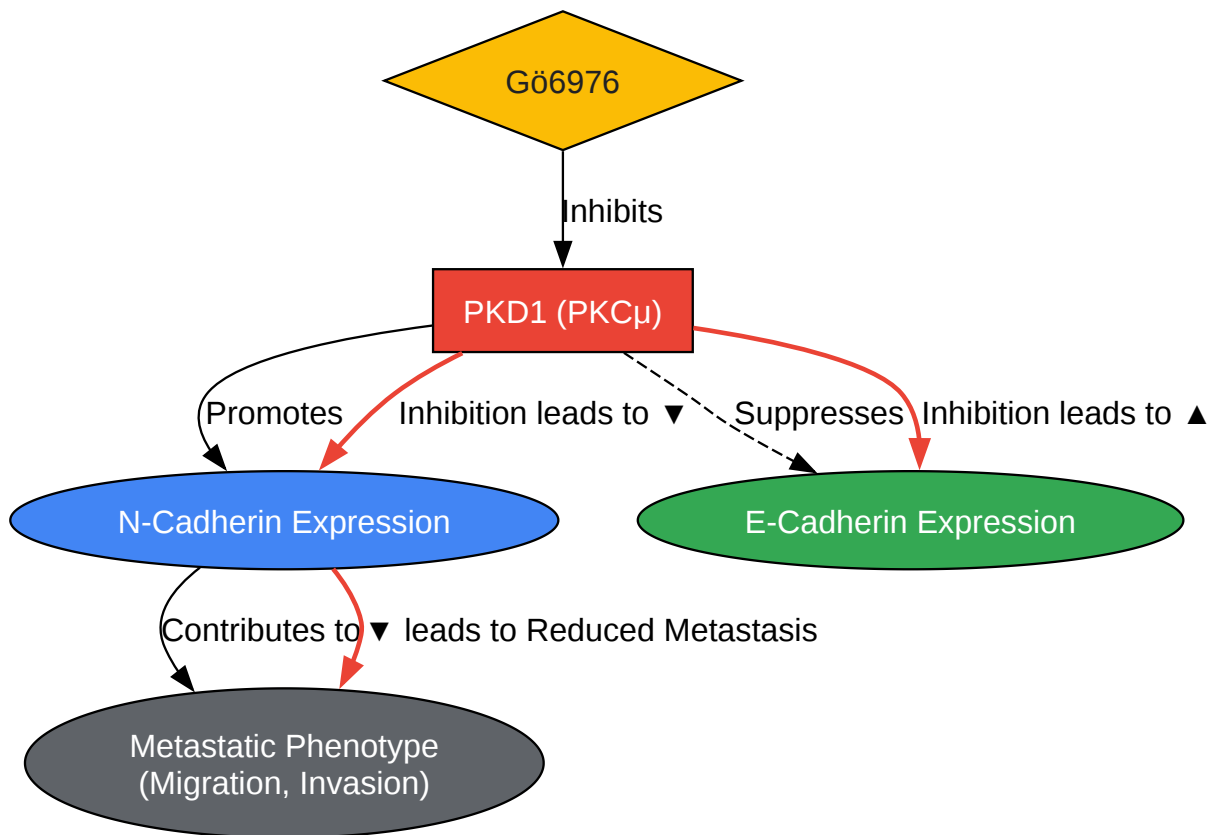 Gö6976
Inhibits
PKD1 (PKCμ)
Promotes
Inhibition leads to ▼
Suppresses
Inhibition leads to ▲
N-Cadherin Expression
E-Cadherin Expression
Contributes to
▼ leads to Reduced Metastasis
Metastatic Phenotype
(Migration, Invasion)